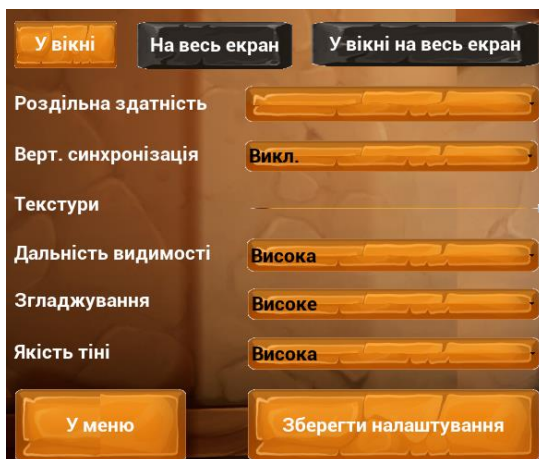 У вікні На весь екран У вікні на весь екран
Роздільна здатність
Верт. синхронізація Викл.
Текстури
Дальність видимості Висока
Згладжування Високе
Якість тіні Висока
У меню Зберегти налаштування